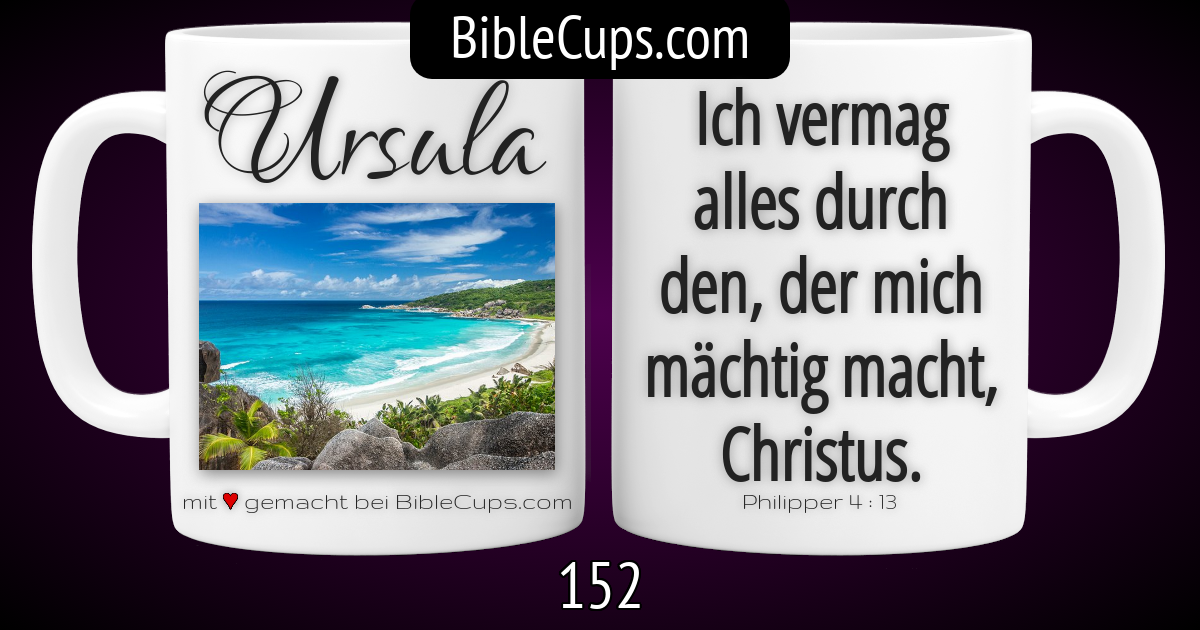 BibleCups.com
Ursula
mit ♥ gemacht bei BibleCups.com
Ich vermag
alles durch
den, der mich
mächtig macht,
Christus.
Philipper 4 : 13
152